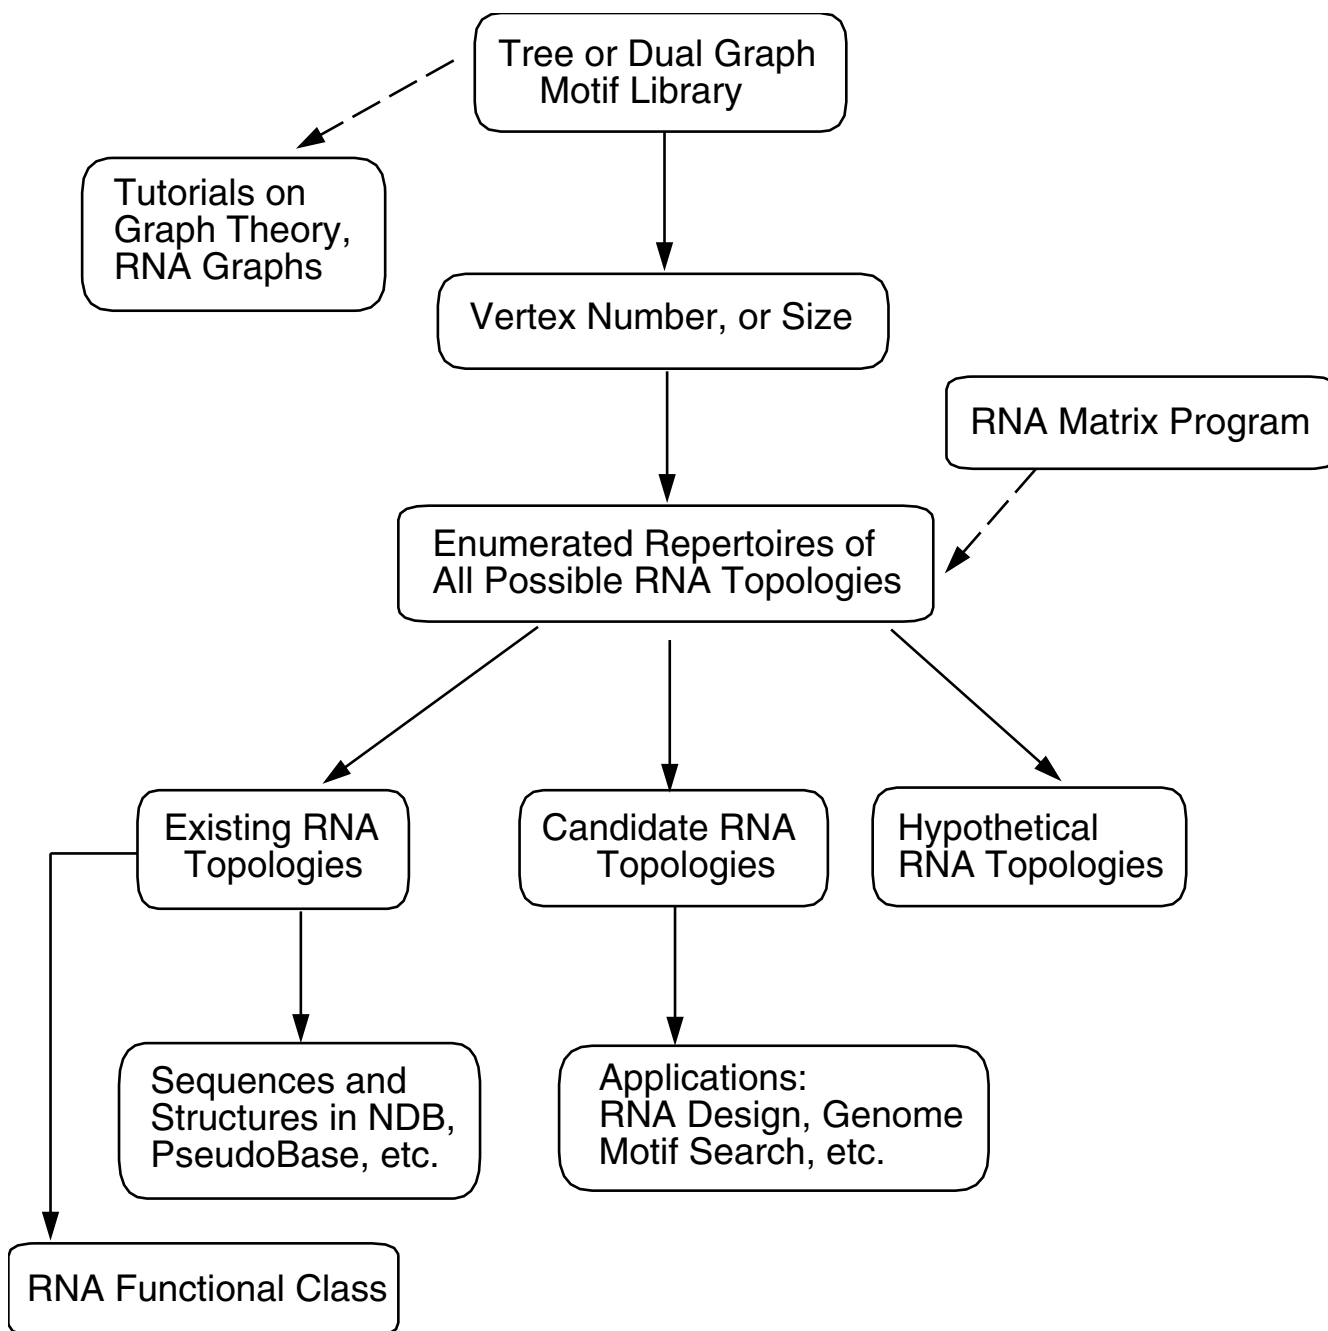 Tree or Dual Graph
Motif Library
Tutorials on
Graph Theory,
RNA Graphs
Vertex Number, or Size
RNA Matrix Program
Enumerated Repertoires of
All Possible RNA Topologies
Existing RNA
Topologies
Candidate RNA
Topologies
Hypothetical
RNA Topologies
Sequences and
Structures in NDB,
PseudoBase, etc.
Applications:
RNA Design, Genome
Motif Search, etc.
RNA Functional Class